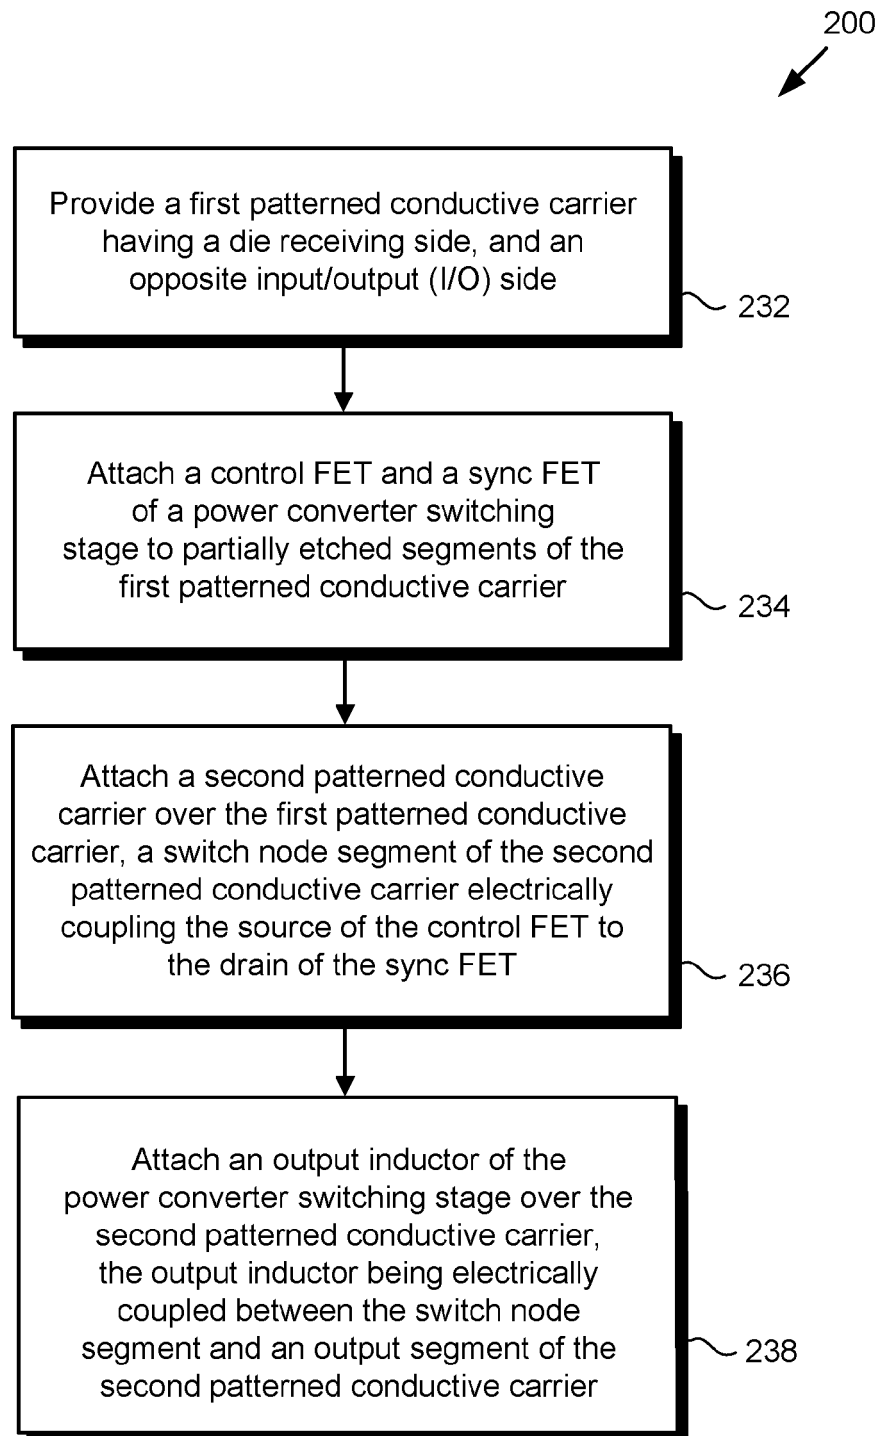 200
Provide a first patterned conductive carrier
having a die receiving side, and an
opposite input/output (I/O) side
232
Attach a control FET and a sync FET
of a power converter switching
stage to partially etched segments of the
first patterned conductive carrier
234
Attach a second patterned conductive
carrier over the first patterned conductive
carrier, a switch node segment of the second
patterned conductive carrier electrically
coupling the source of the control FET to
the drain of the sync FET
236
Attach an output inductor of the
power converter switching stage over the
second patterned conductive carrier,
the output inductor being electrically
coupled between the switch node
segment and an output segment of the
second patterned conductive carrier
238